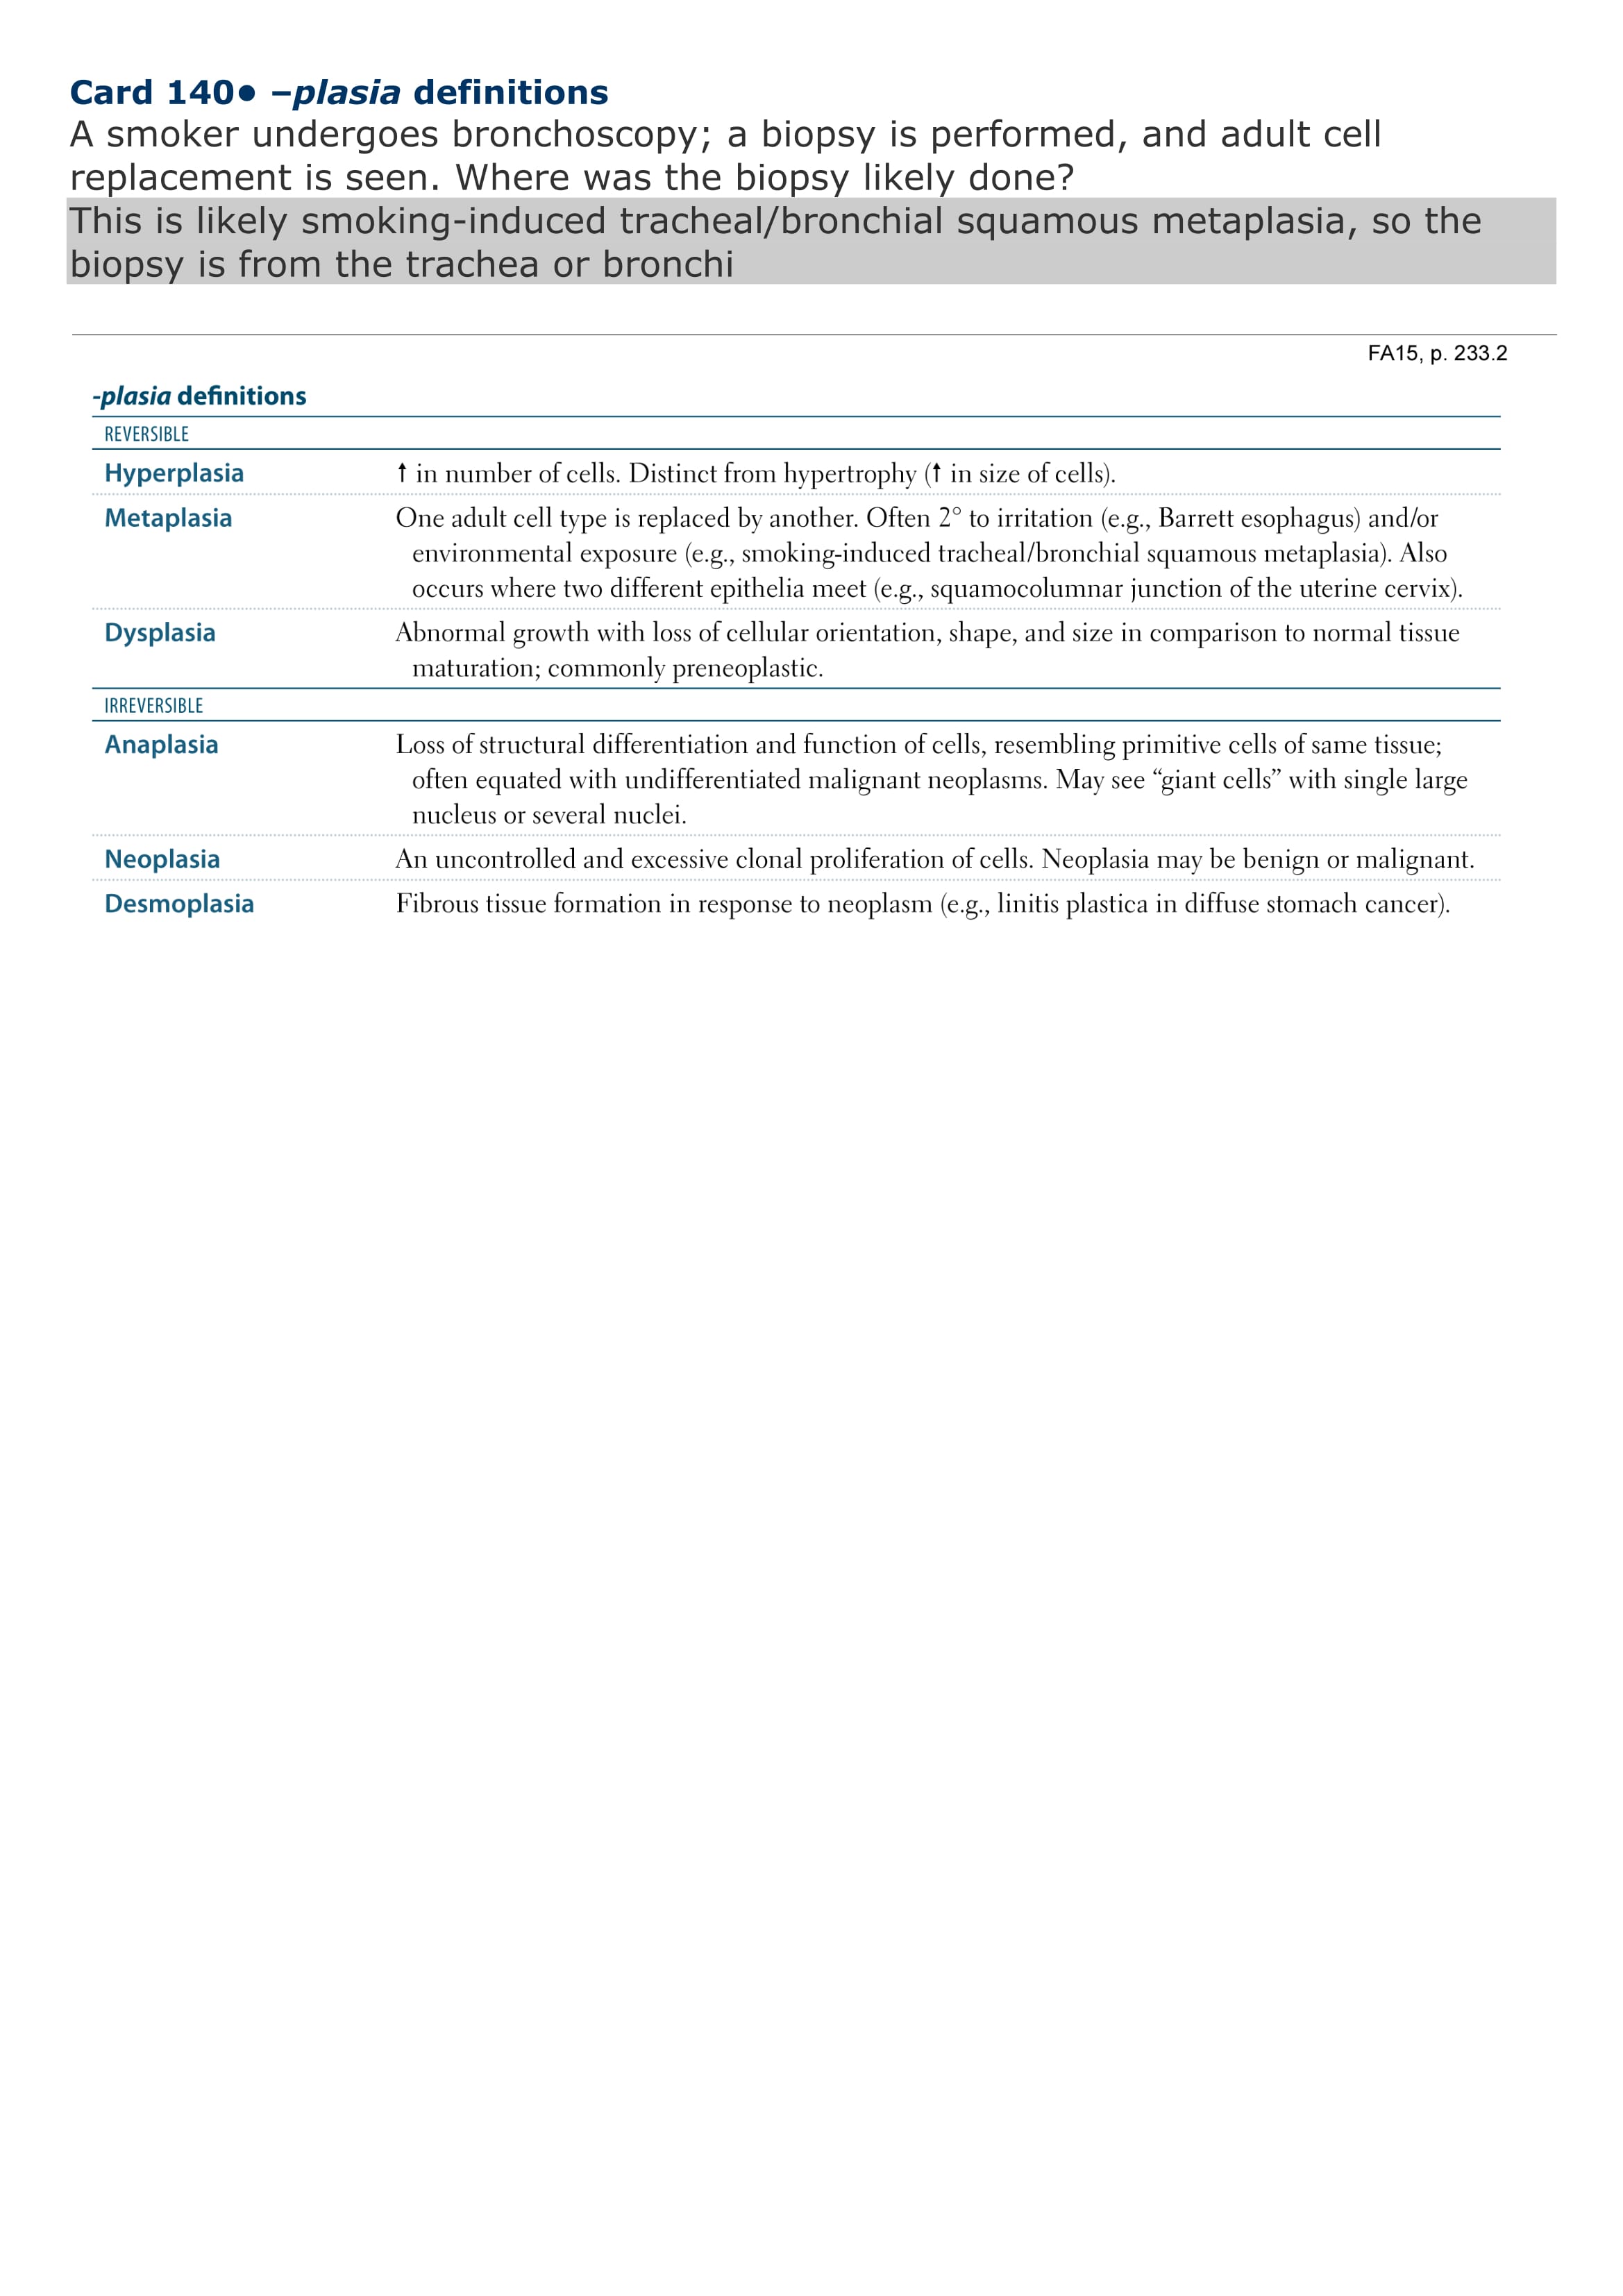 Card 140● –plasia definitions
A smoker undergoes bronchoscopy; a biopsy is performed, and adult cell
replacement is seen. Where was the biopsy likely done?
This is likely smoking-induced tracheal/bronchial squamous metaplasia, so the
biopsy is from the trachea or bronchi
FA15, p. 233.2
-plasia definitions
REVERSIBLE
Hyperplasia ↑ in number of cells. Distinct from hypertrophy (↑ in size of cells).
Metaplasia One adult cell type is replaced by another. Often 2° to irritation (e.g., Barrett esophagus) and/or
environmental exposure (e.g., smoking-induced tracheal/bronchial squamous metaplasia). Also
occurs where two different epithelia meet (e.g., squamocolumnar junction of the uterine cervix).
Dysplasia Abnormal growth with loss of cellular orientation, shape, and size in comparison to normal tissue
maturation; commonly preneoplastic.
IRREVERSIBLE
Anaplasia Loss of structural differentiation and function of cells, resembling primitive cells of same tissue;
often equated with undifferentiated malignant neoplasms. May see “giant cells” with single large
nucleus or several nuclei.
Neoplasia An uncontrolled and excessive clonal proliferation of cells. Neoplasia may be benign or malignant.
Desmoplasia Fibrous tissue formation in response to neoplasm (e.g., linitis plastica in diffuse stomach cancer).